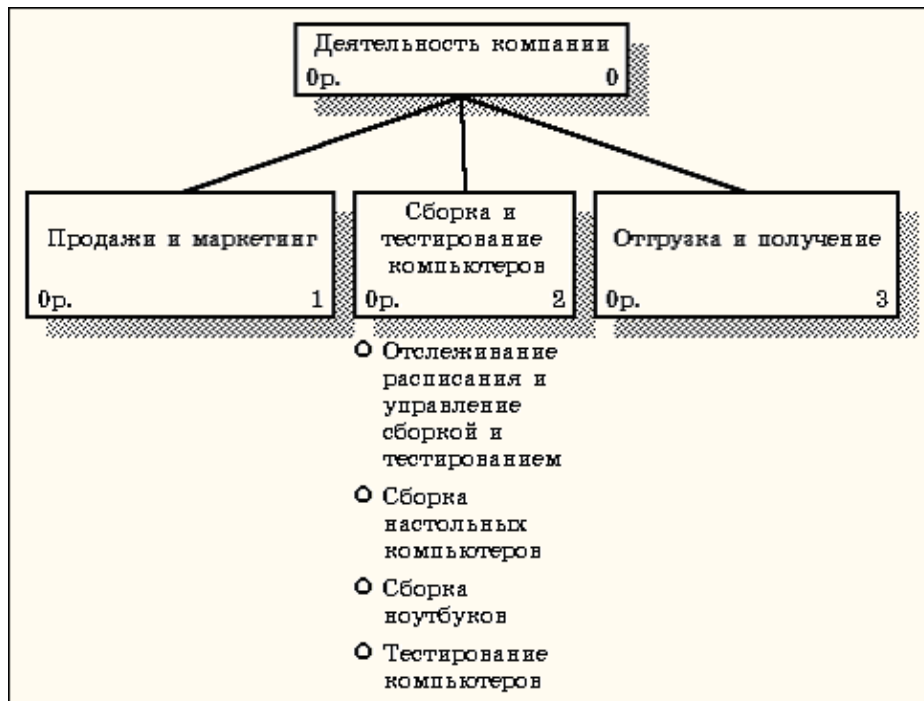 Деятельность компании
0р. 0
Продажи и маркетинг
0р. 1
Сборка и
тестирование
компьютеров
0р. 2
Отгрузка и получение
0р. 3
Отслеживание
расписания и
управление
сборкой и
тестированием
Сборка
настольных
компьютеров
Сборка
ноутбуков
Тестирование
компьютеров